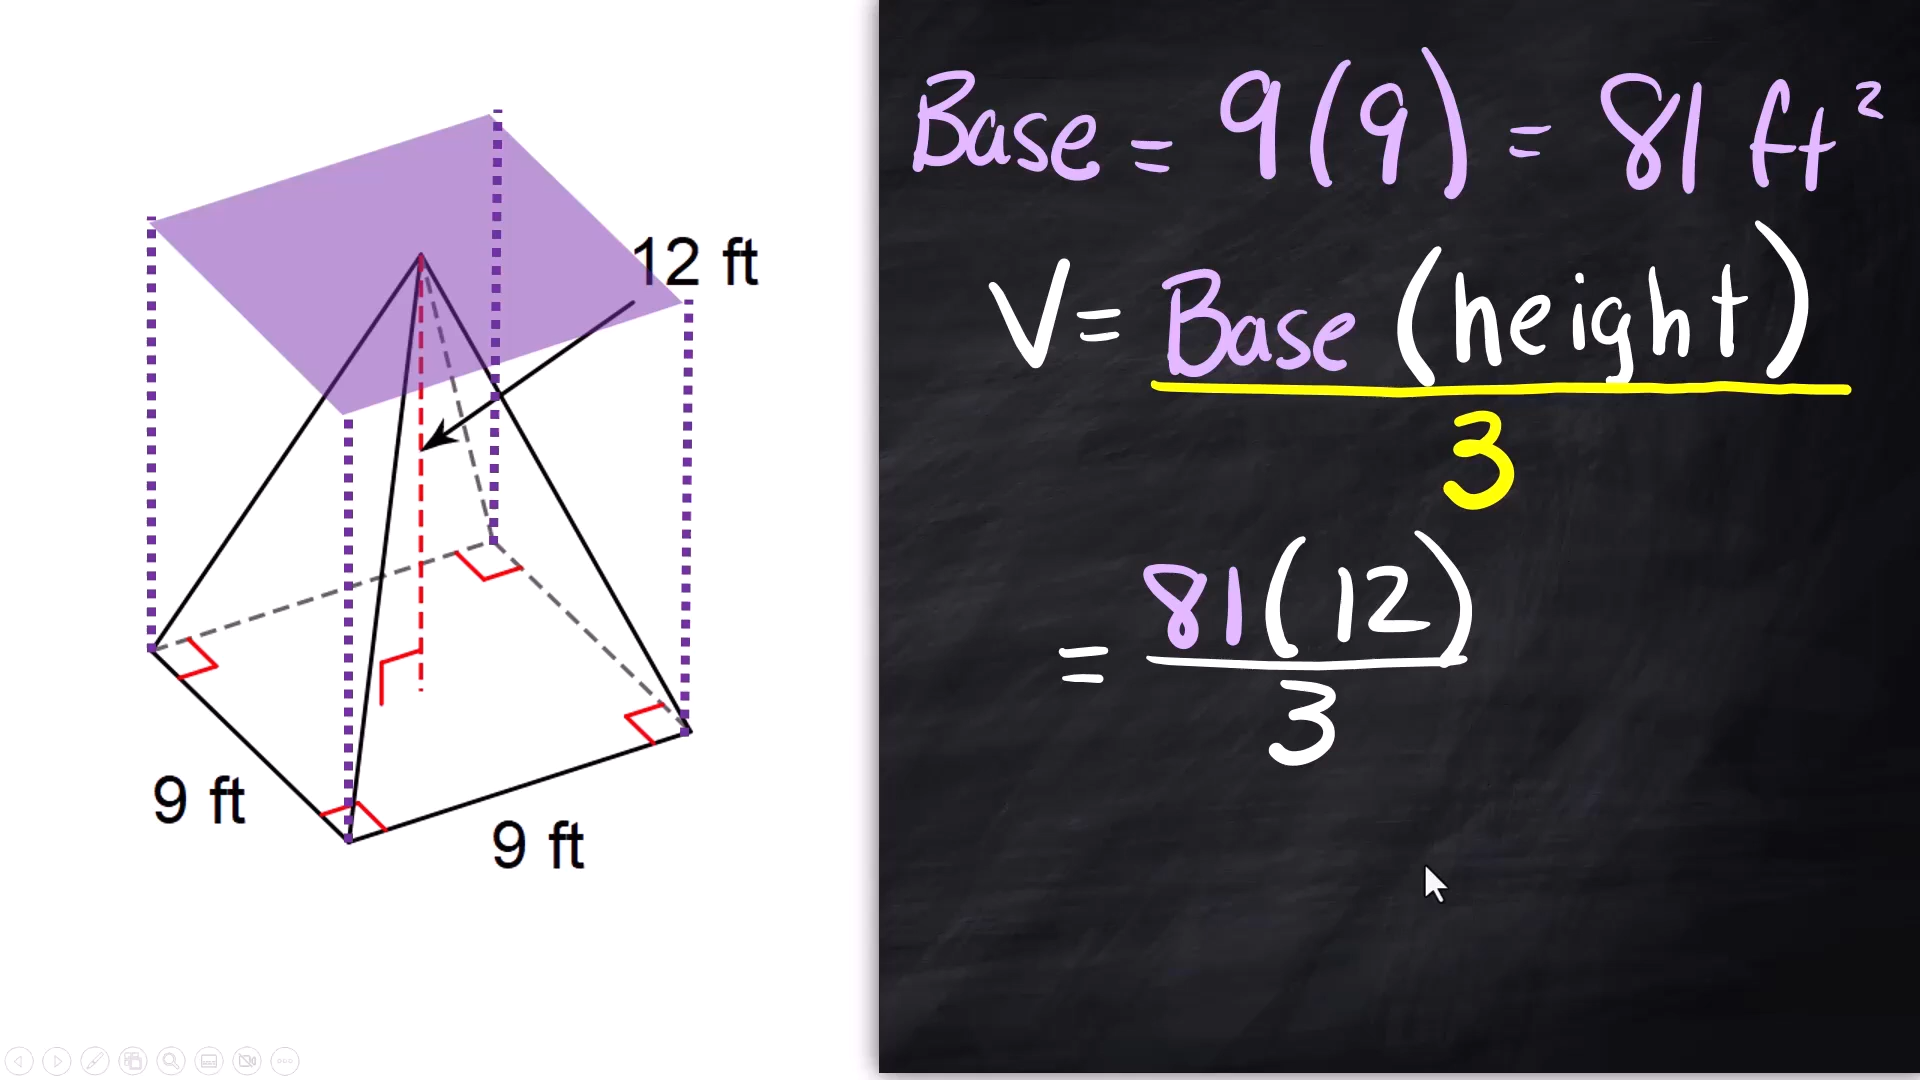 12 ft
9 ft
9 ft
Base = 9(9) = 81 ft²
V = Base (height)
3
= 81(12)
3